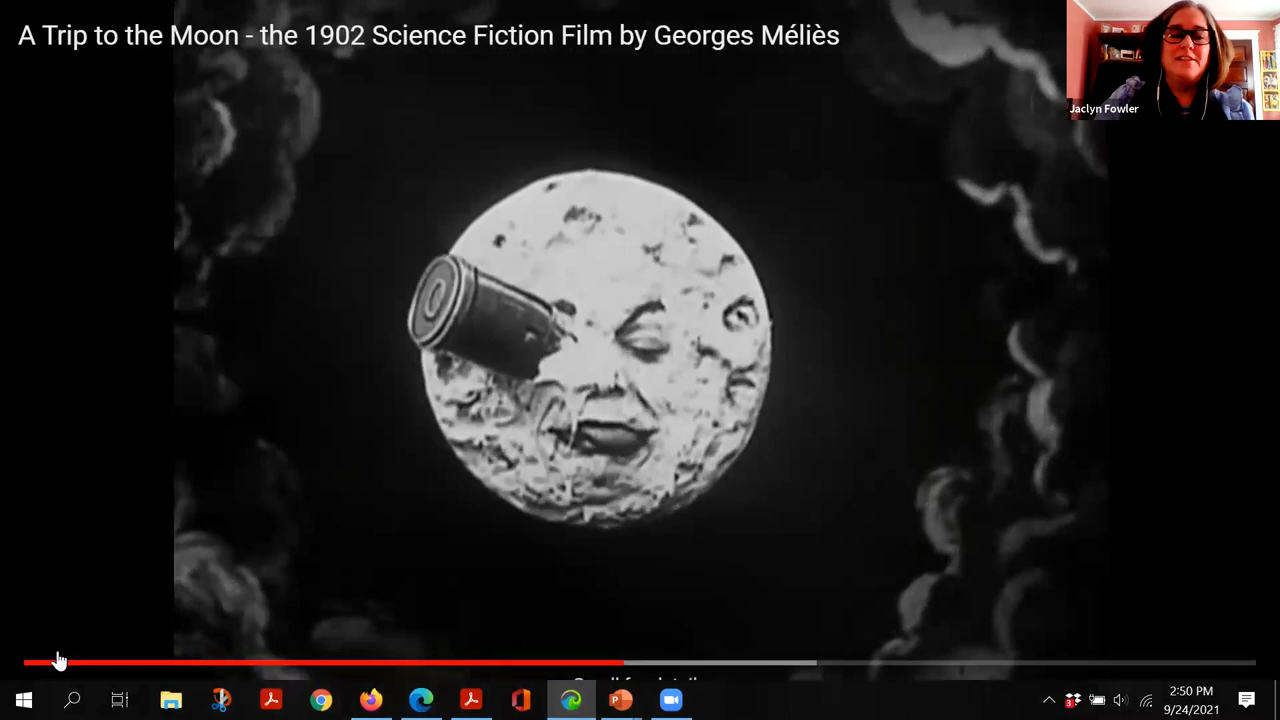 A Trip to the Moon - the 1902 Science Fiction Film by Georges Méliès
Jaclyn Fowler
2:50 PM
9/24/2021